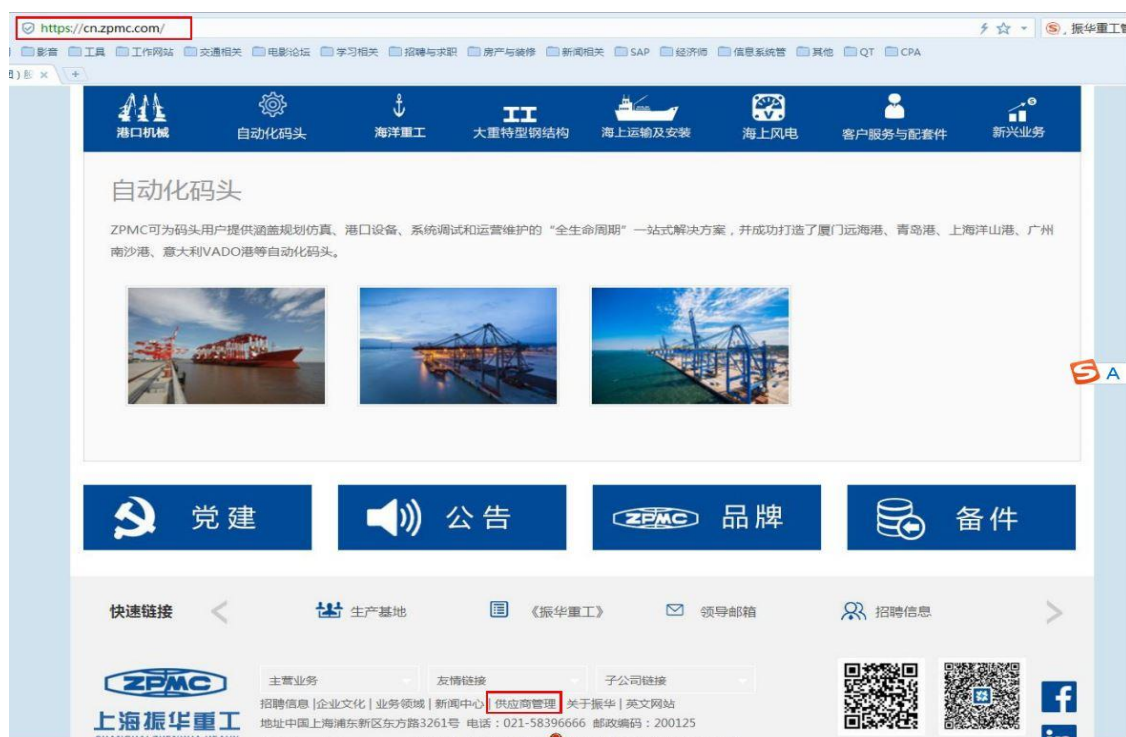 https://cn.zpmc.com/
振华重工
影音 工具 工作网站 交通相关 电影论坛 学习相关 招聘与求职 房产与装修 新闻相关 SAP 经济师 信息系统管 其他 QT CPA
港口机械 自动化码头 海洋重工 大重特型钢结构 海上运输及安装 海上风电 客户服务与配套件 新兴业务
自动化码头
ZPMC可为码头用户提供涵盖规划仿真、港口设备、系统调试和运营维护的“全生命周期”一站式解决方案，并成功打造了厦门远海港、青岛港、上海洋山港、广州
南沙港、意大利VADO港等自动化码头。
A
党建 公告 ZPMC 品牌 备件
快速链接 生产基地 《振华重工》 领导邮箱 招聘信息
ZPMC 主营业务 友情链接 子公司链接
招聘信息|企业文化|业务领域|新闻中心|供应商管理|关于振华|英文网站
上海振华重工 地址中国上海浦东新区东方路3261号 电话：021-58396666 邮政编码：200125